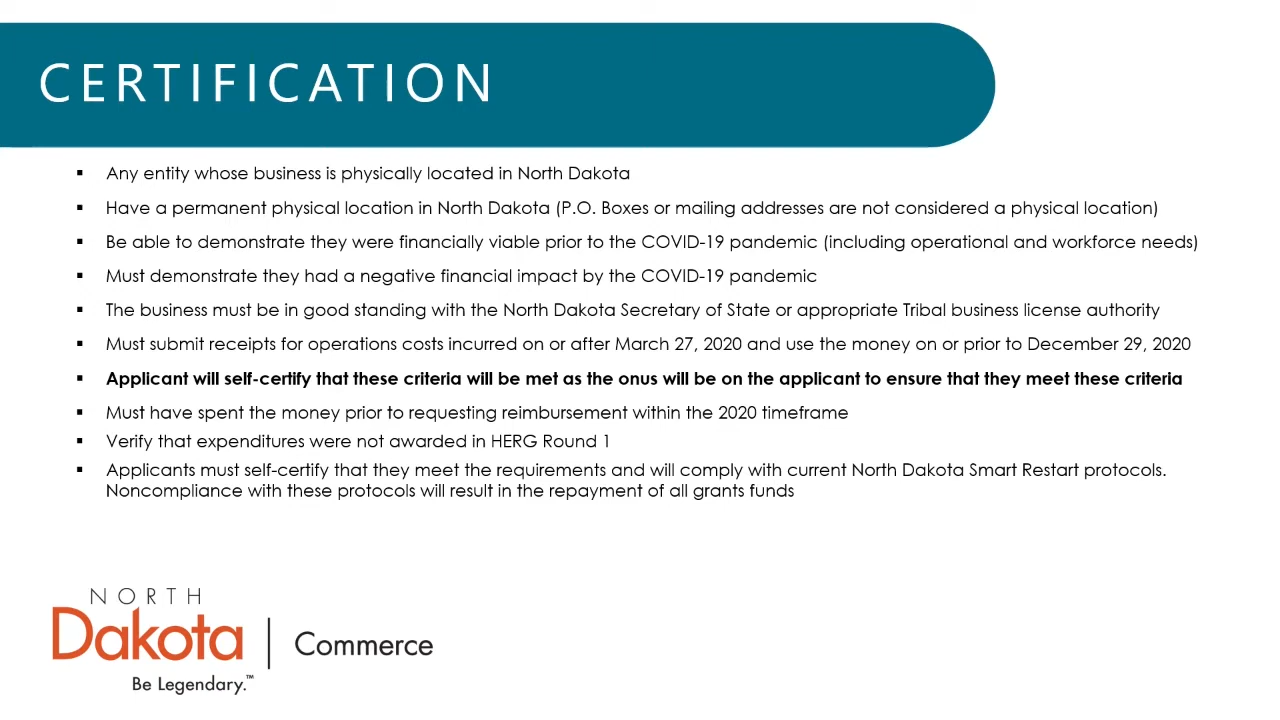 CERTIFICATION
▪ Any entity whose business is physically located in North Dakota
▪ Have a permanent physical location in North Dakota (P.O. Boxes or mailing addresses are not considered a physical location)
▪ Be able to demonstrate they were financially viable prior to the COVID-19 pandemic (including operational and workforce needs)
▪ Must demonstrate they had a negative financial impact by the COVID-19 pandemic
▪ The business must be in good standing with the North Dakota Secretary of State or appropriate Tribal business license authority
▪ Must submit receipts for operations costs incurred on or after March 27, 2020 and use the money on or prior to December 29, 2020
▪ Applicant will self-certify that these criteria will be met as the onus will be on the applicant to ensure that they meet these criteria
▪ Must have spent the money prior to requesting reimbursement within the 2020 timeframe
▪ Verify that expenditures were not awarded in HERG Round 1
▪ Applicants must self-certify that they meet the requirements and will comply with current North Dakota Smart Restart protocols.
Noncompliance with these protocols will result in the repayment of all grants funds
NORTH
Dakota | Commerce
Be Legendary.™